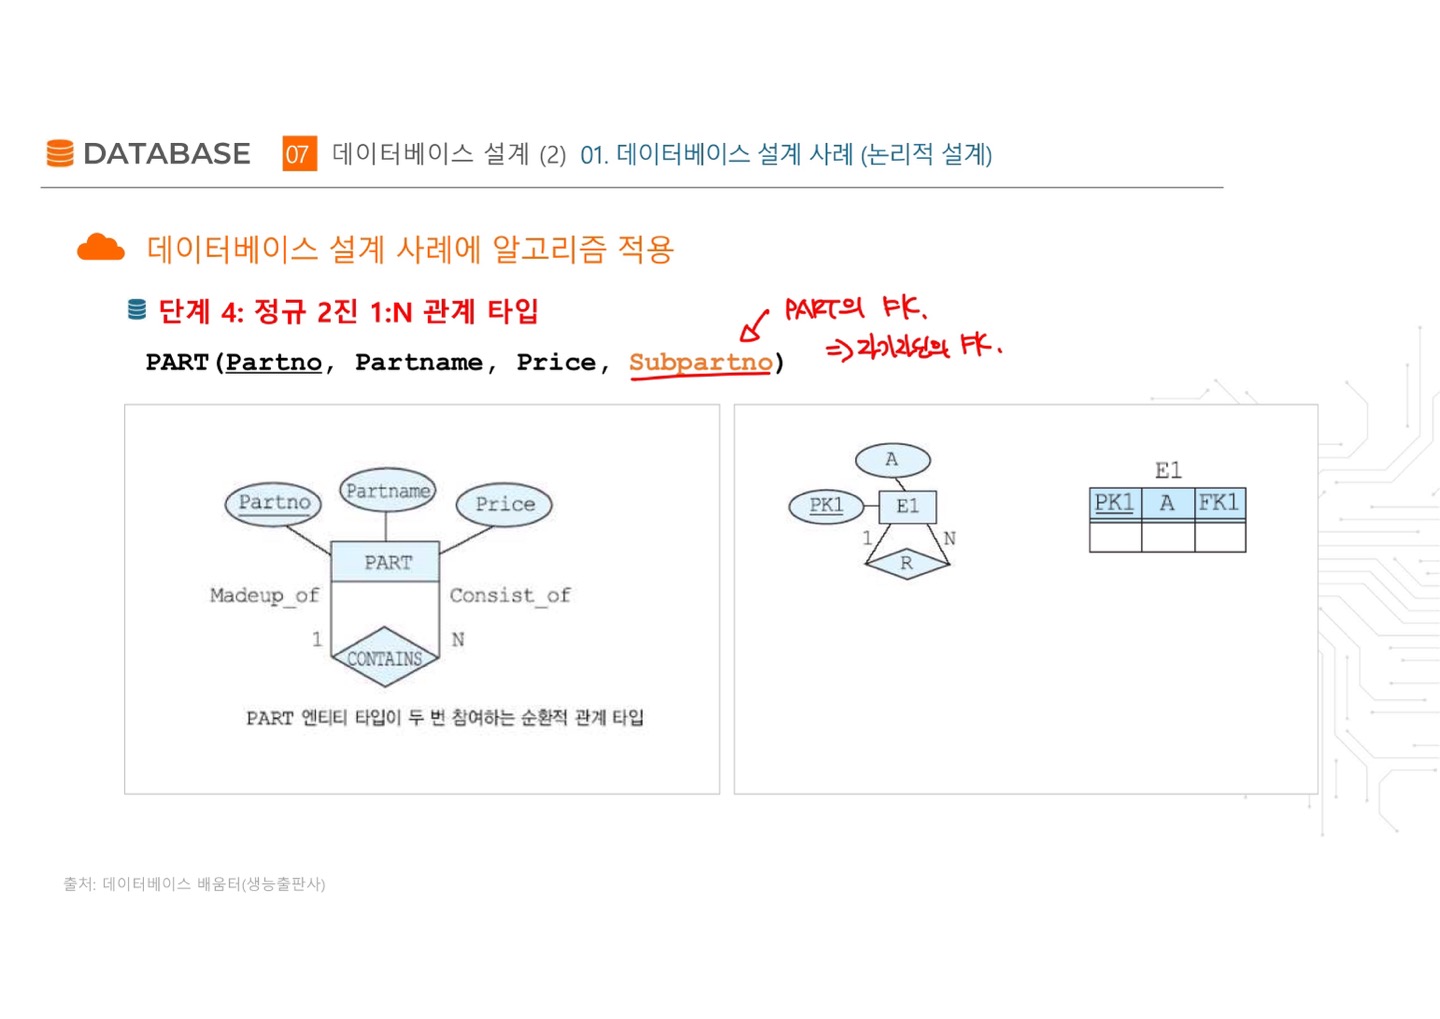 DATABASE 07 데이터베이스 설계 (2) 01. 데이터베이스 설계 사례 (논리적 설계)
데이터베이스 설계 사례에 알고리즘 적용
단계 4: 정규 2진 1:N 관계 타입
PART의 FK.
⇒ 자기자신의 FK.
PART(Partno, Partname, Price, Subpartno)
Partno
Partname
Price
PART
Madeup_of
Consist_of
1
N
CONTAINS
PART 엔티티 타입이 두 번 참여하는 순환적 관계 타입
A
PK1
E1
1
N
R
E1
PK1 A FK1
출처: 데이터베이스 배움터(생능출판사)